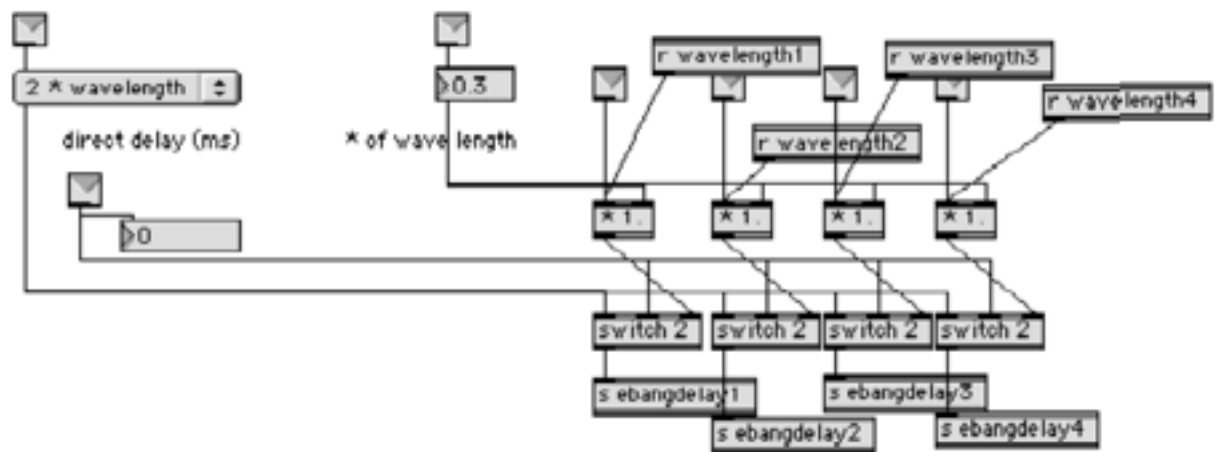 2 * wavelength
0.3
r wavelength1
r wavelength3
r wavelength4
direct delay (ms)
* of wave length
r wavelength2
0
* 1.
* 1.
* 1.
* 1.
switch 2
switch 2
switch 2
switch 2
s ebangdelay1
s ebangdelay3
s ebangdelay2
s ebangdelay4